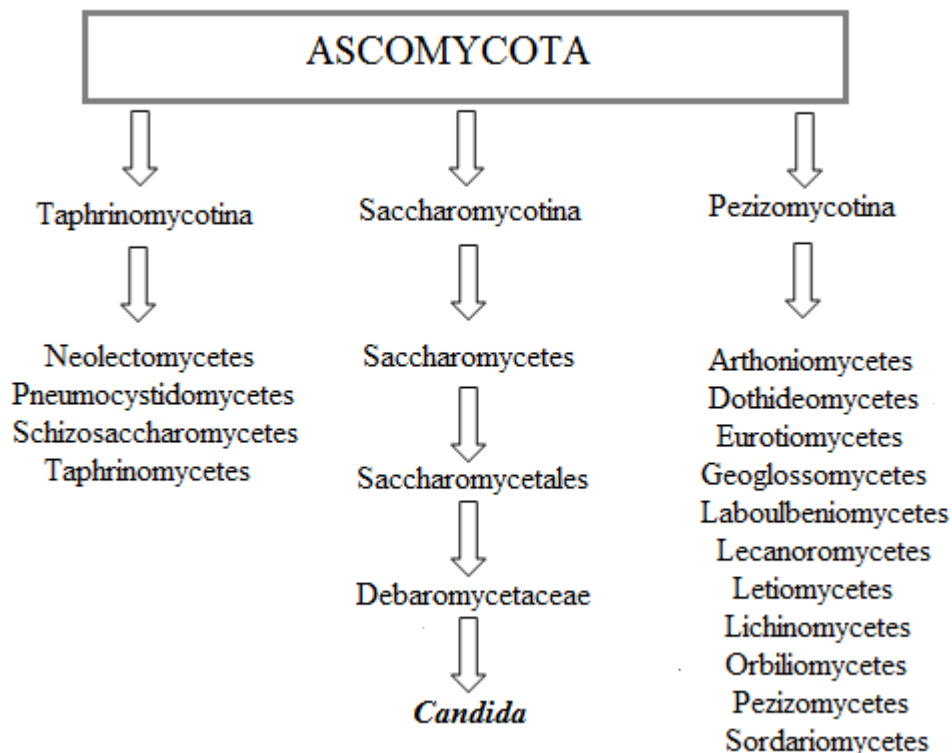 ASCOMYCOTA
Taphrinomycotina
Saccharomycotina
Pezizomycotina
Neolectomycetes
Pneumocystidomycetes
Schizosaccharomycetes
Taphrinomycetes
Saccharomycetes
Saccharomycetales
Debaromycetaceae
Candida
Arthoniomycetes
Dothideomycetes
Eurotiomycetes
Geoglossomycetes
Laboulbeniomycetes
Lecanoromycetes
Letiomycetes
Lichinomycetes
Orbiliomycetes
Pezizomycetes
Sordariomycetes